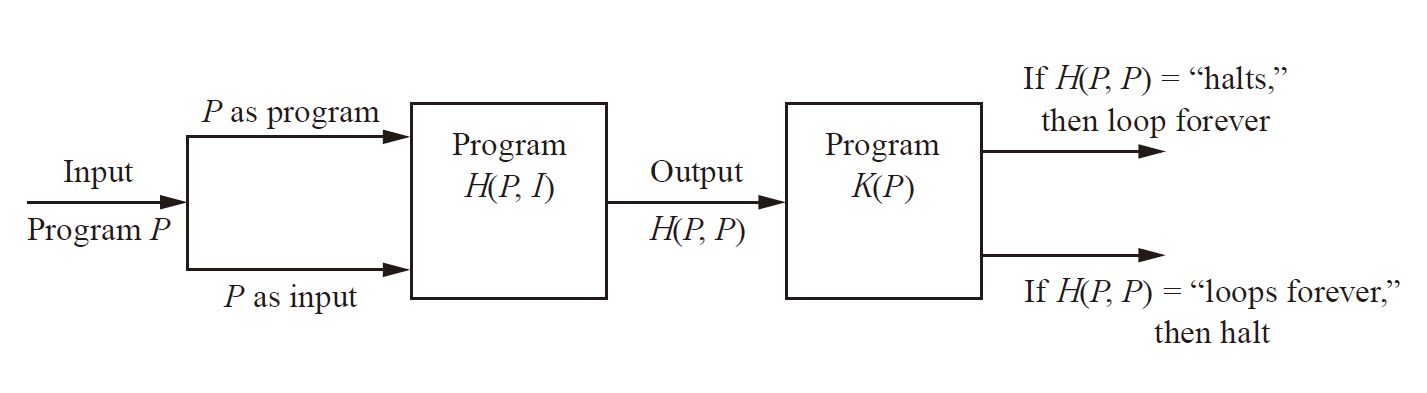 Input
Program P
P as program
P as input
Program
H(P, I)
Output
H(P, P)
Program
K(P)
If H(P, P) = “halts,”
then loop forever
If H(P, P) = “loops forever,”
then halt